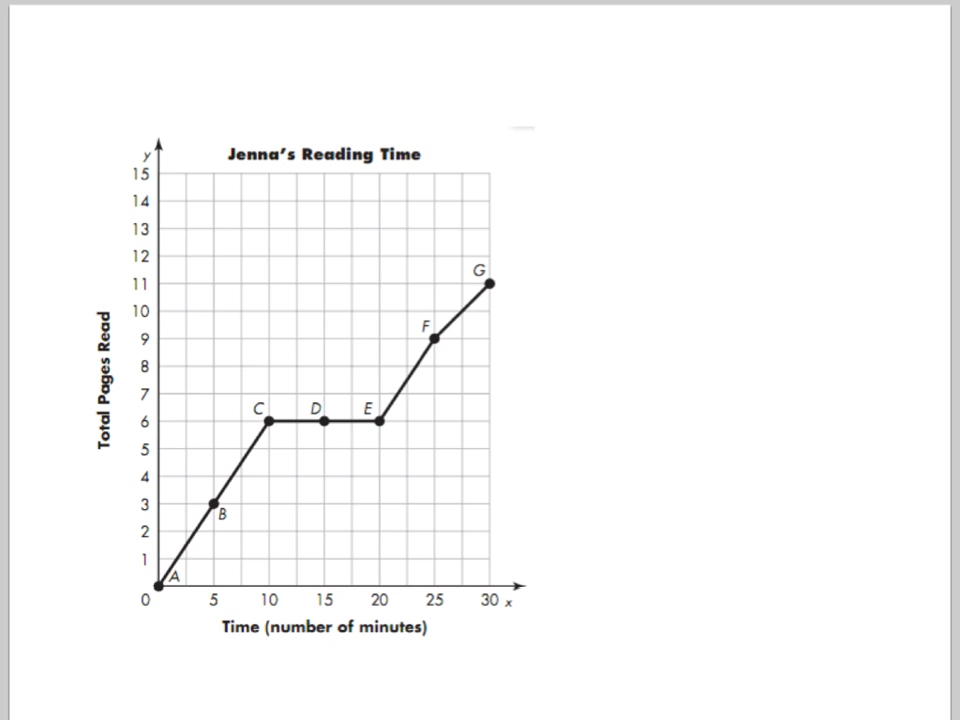 Jenna's Reading Time
y
15
14
13
12
11
10
9
8
7
6
5
4
3
2
1
0
5
10
15
20
25
30
x
A
B
C
D
E
F
G
Total Pages Read
Time (number of minutes)